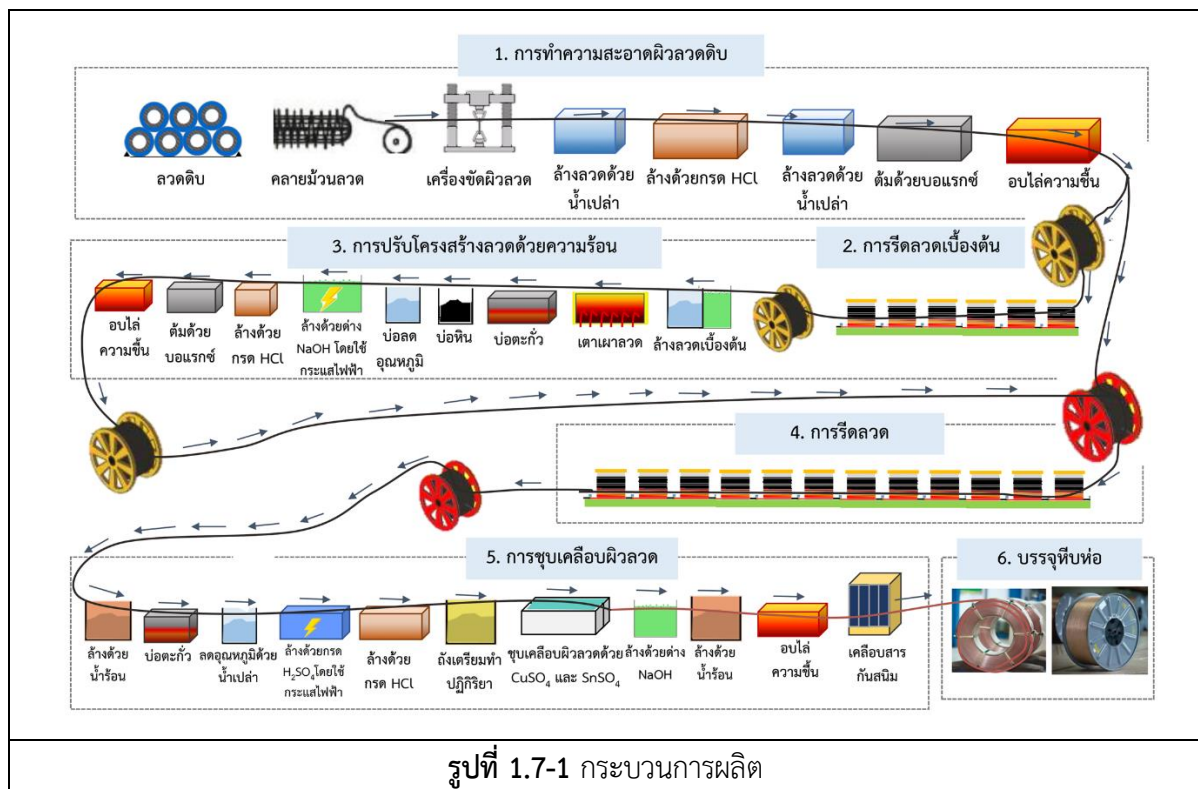 1. การทำความสะอาดผิวลวดดิบ
ลวดดิบ
คลายม้วนลวด
เครื่องขัดผิวลวด
ล้างลวดด้วย
น้ำเปล่า
ล้างด้วยกรด HCl
ล้างลวดด้วย
น้ำเปล่า
ต้มด้วยบอแรกซ์
อบไล่ความชื้น
3. การปรับโครงสร้างลวดด้วยความร้อน
2. การรีดลวดเบื้องต้น
อบไล่
ความชื้น
ต้มด้วย
บอแรกซ์
ล้างด้วย
กรด HCl
ล้างด้วยด่าง
NaOH โดยใช้
กระแสไฟฟ้า
บ่อลด
อุณหภูมิ
บ่อหิน
บ่อตะกั่ว
เตาเผาลวด
ล้างลวดเบื้องต้น
4. การรีดลวด
5. การชุบเคลือบผิวลวด
6. บรรจุหีบห่อ
ล้างด้วย
น้ำร้อน
บ่อตะกั่ว
ลดอุณหภูมิด้วย
น้ำเปล่า
ล้างด้วยกรด
H₂SO₄โดยใช้
กระแสไฟฟ้า
ล้างด้วย
กรด HCl
ถังเตรียมทำ
ปฏิกิริยา
ชุบเคลือบผิวลวดด้วย
CuSO₄ และ SnSO₄
ล้างด้วยด่าง
NaOH
ล้างด้วย
น้ำร้อน
อบไล่
ความชื้น
เคลือบสาร
กันสนิม
รูปที่ 1.7-1 กระบวนการผลิต